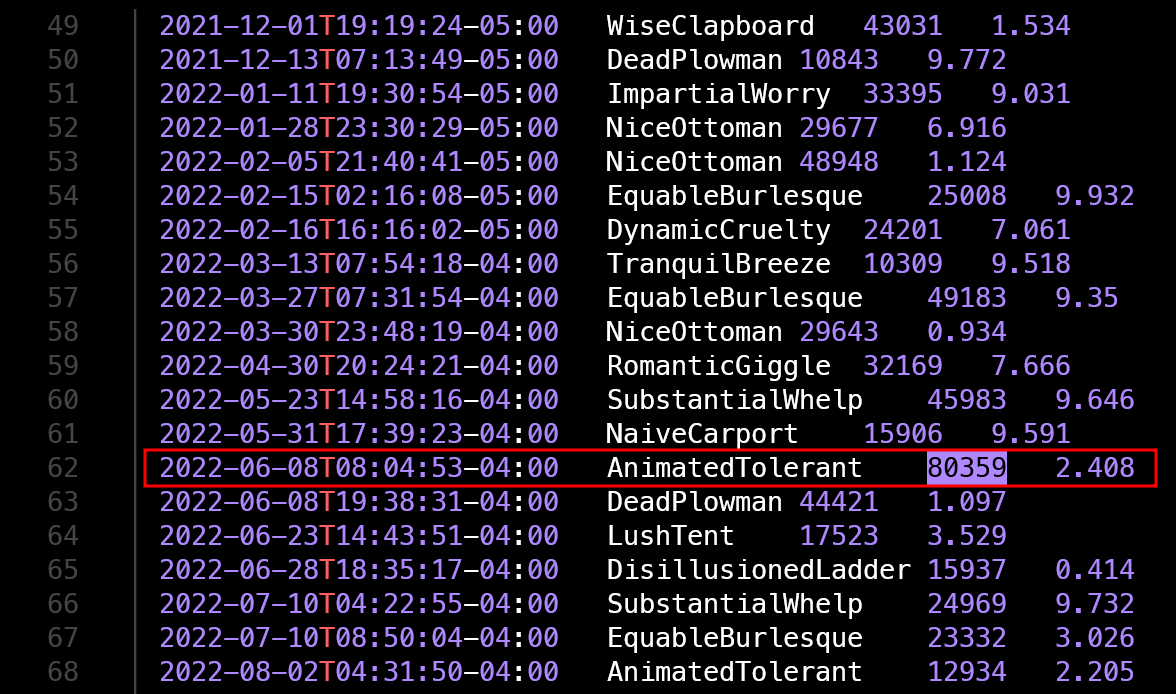 49 2021-12-01T19:19:24-05:00 WiseClapboard 43031 1.534
50 2021-12-13T07:13:49-05:00 DeadPlowman 10843 9.772
51 2022-01-11T19:30:54-05:00 ImpartialWorry 33395 9.031
52 2022-01-28T23:30:29-05:00 NiceOttoman 29677 6.916
53 2022-02-05T21:40:41-05:00 NiceOttoman 48948 1.124
54 2022-02-15T02:16:08-05:00 EquableBurlesque 25008 9.932
55 2022-02-16T16:16:02-05:00 DynamicCruelty 24201 7.061
56 2022-03-13T07:54:18-04:00 TranquilBreeze 10309 9.518
57 2022-03-27T07:31:54-04:00 EquableBurlesque 49183 9.35
58 2022-03-30T23:48:19-04:00 NiceOttoman 29643 0.934
59 2022-04-30T20:24:21-04:00 RomanticGiggle 32169 7.666
60 2022-05-23T14:58:16-04:00 SubstantialWhelp 45983 9.646
61 2022-05-31T17:39:23-04:00 NaiveCarport 15906 9.591
62 2022-06-08T08:04:53-04:00 AnimatedTolerant 80359 2.408
63 2022-06-08T19:38:31-04:00 DeadPlowman 44421 1.097
64 2022-06-23T14:43:51-04:00 LushTent 17523 3.529
65 2022-06-28T18:35:17-04:00 DisillusionedLadder 15937 0.414
66 2022-07-10T04:22:55-04:00 SubstantialWhelp 24969 9.732
67 2022-07-10T08:50:04-04:00 EquableBurlesque 23332 3.026
68 2022-08-02T04:31:50-04:00 AnimatedTolerant 12934 2.205